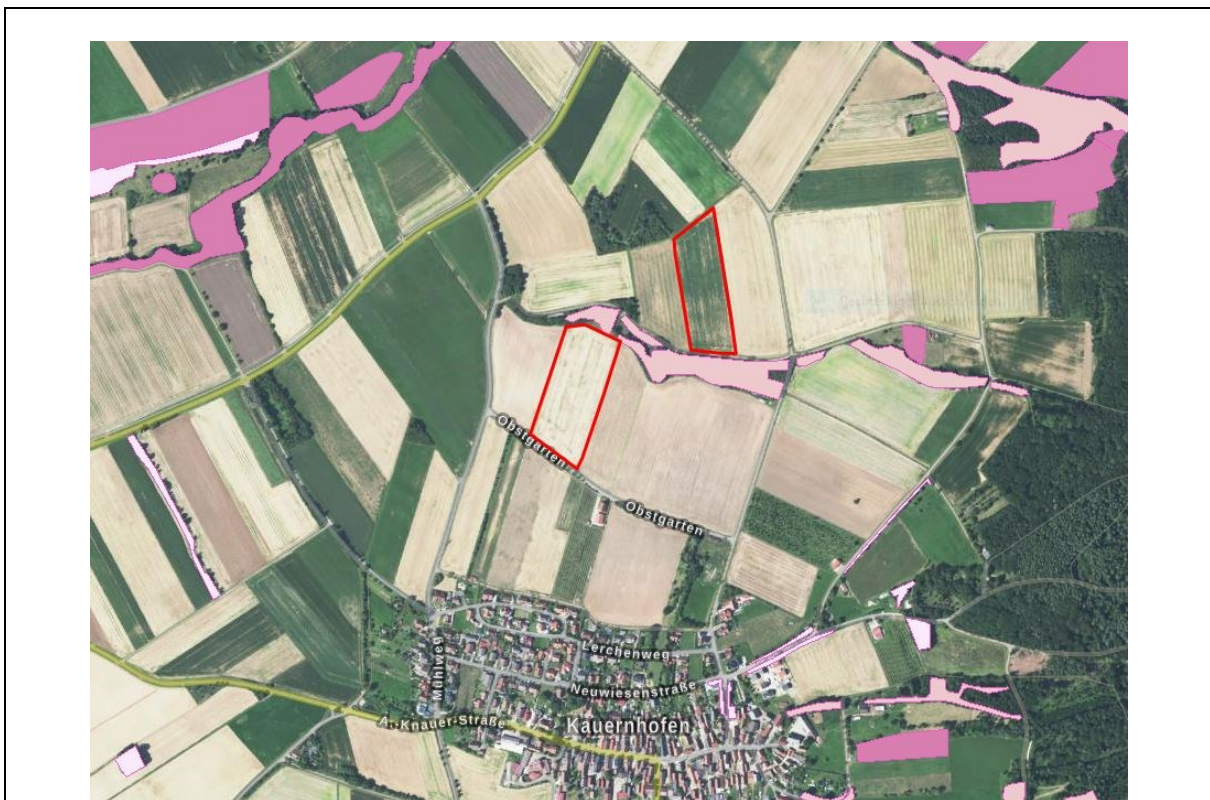 Obstgarten
Obstgarten
Lerchenweg
Mühlweg
Neuwiesenstraße
A.-Knauer-Straße
Kauernhofen